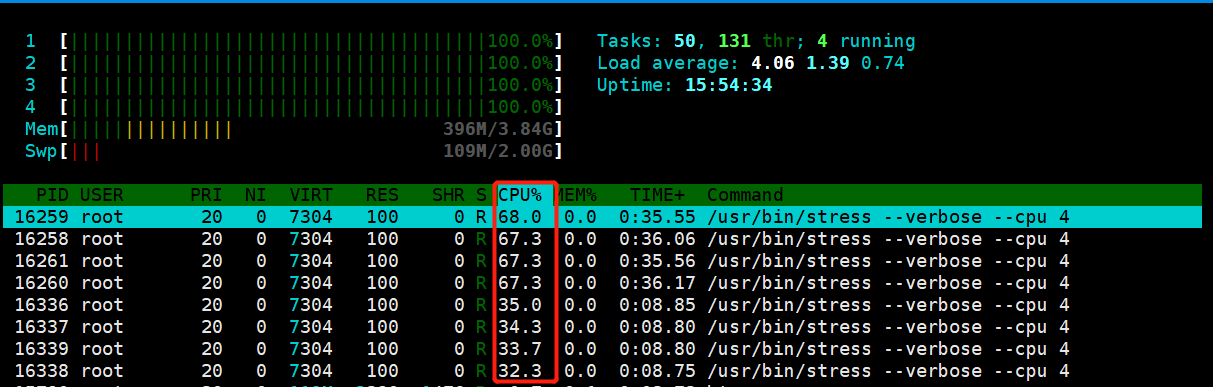 1 [||||||||||||||||||||||||||||||||||||||100.0%] Tasks: 50, 131 thr; 4 running
2 [||||||||||||||||||||||||||||||||||||||100.0%] Load average: 4.06 1.39 0.74
3 [||||||||||||||||||||||||||||||||||||||100.0%] Uptime: 15:54:34
4 [||||||||||||||||||||||||||||||||||||||100.0%]
Mem[||||||||||||||| 396M/3.84G]
Swp[||| 109M/2.00G]
PID USER PRI NI VIRT RES SHR S CPU% MEM% TIME+ Command
16259 root 20 0 7304 100 0 R 68.0 0.0 0:35.55 /usr/bin/stress --verbose --cpu 4
16258 root 20 0 7304 100 0 R 67.3 0.0 0:36.06 /usr/bin/stress --verbose --cpu 4
16261 root 20 0 7304 100 0 R 67.3 0.0 0:35.56 /usr/bin/stress --verbose --cpu 4
16260 root 20 0 7304 100 0 R 67.3 0.0 0:36.17 /usr/bin/stress --verbose --cpu 4
16336 root 20 0 7304 100 0 R 35.0 0.0 0:08.85 /usr/bin/stress --verbose --cpu 4
16337 root 20 0 7304 100 0 R 34.3 0.0 0:08.80 /usr/bin/stress --verbose --cpu 4
16339 root 20 0 7304 100 0 R 33.7 0.0 0:08.80 /usr/bin/stress --verbose --cpu 4
16338 root 20 0 7304 100 0 R 32.3 0.0 0:08.75 /usr/bin/stress --verbose --cpu 4